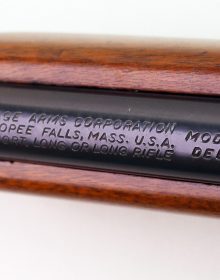 GE ARMS CORPORATION
OPEE FALLS, MASS. U.S.A.
ORT. LONG OR LONG RIFLE
MOD
DE